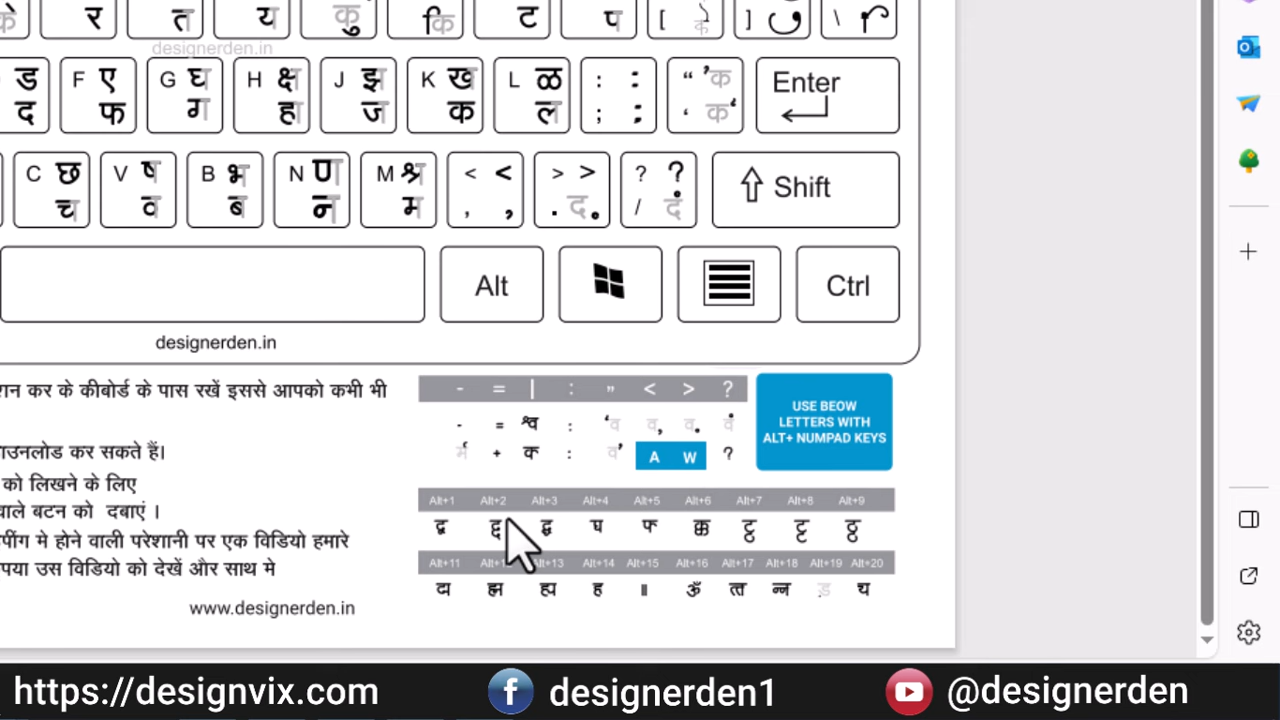 र त य कु कि ट प [ ] \
designerden.in
ड F ए G घ H क्ष J झ K ख L ळ : : “ ’क Enter
द फ ग ह ज क ल ; : ‘ क‘
C छ V ष B भ N ण M श्र < < > > ? ? Shift
च व ब न म , , . द. / दं
Alt Ctrl
designerden.in
कर के कीबोर्ड के पास रखें इससे आपको कभी भी
- = | : ” < > ?
USE BEOW
LETTERS WITH
ALT+ NUMPAD KEYS
- = श्व : ‘व व, व. वं
कर सकते हैं।
+ क : व’ A W ?
को लिखने के लिए
Alt+1 Alt+2 Alt+3 Alt+4 Alt+5 Alt+6 Alt+7 Alt+8 Alt+9
वाले बटन को दबाएं ।
द्ध घ फ क्क ट्ठ ठ्ठ
मे होने वाली परेशानी पर एक विडियो हमारे
Alt+11 Alt+13 Alt+14 Alt+15 Alt+16 Alt+17 Alt+18 Alt+19 Alt+20
उस विडियो को देखें और साथ मे
ह्म ह्य ह ॥ ॐ त्त न्न ड़ थ
www.designerden.in
https://designvix.com designerden1 @designerden